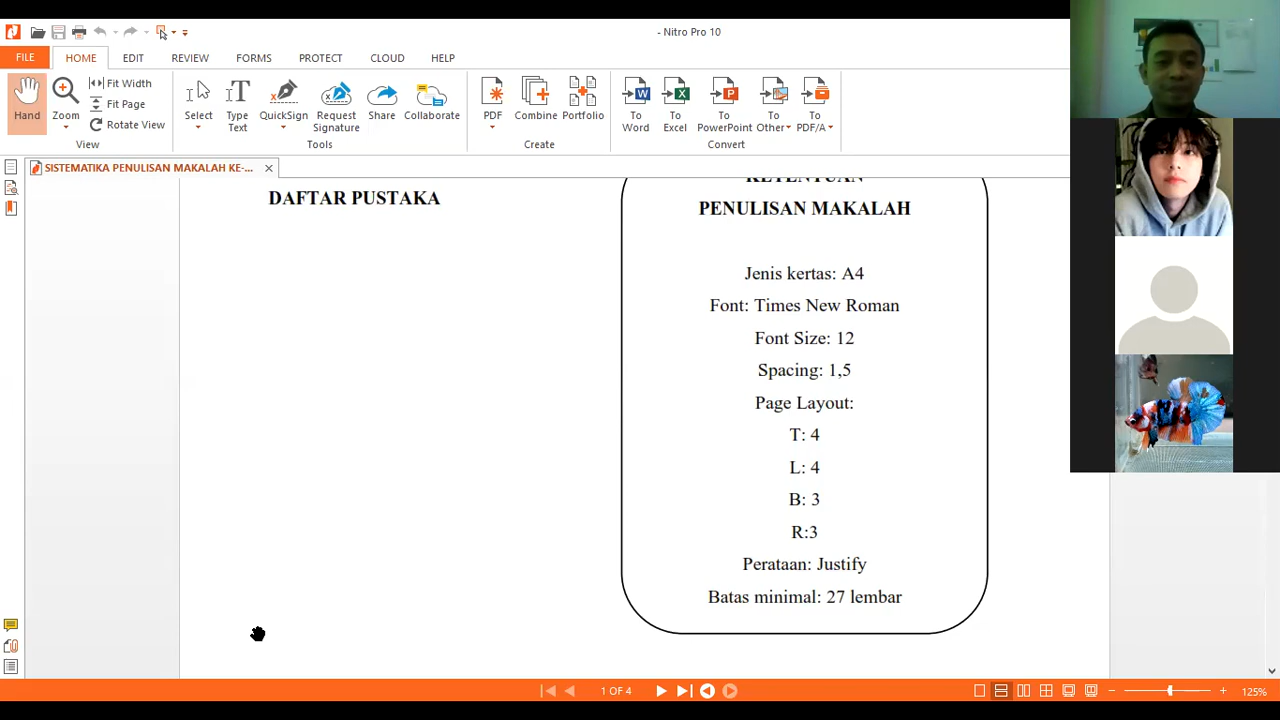 - Nitro Pro 10
FILE
HOME
EDIT
REVIEW
FORMS
PROTECT
CLOUD
HELP
Hand
Zoom
Fit Width
Fit Page
Rotate View
View
Select
Type Text
QuickSign
Request Signature
Share
Collaborate
Tools
PDF
Combine
Portfolio
Create
To Word
To Excel
To PowerPoint
To Other
To PDF/A
Convert
SISTEMATIKA PENULISAN MAKALAH KE-...
DAFTAR PUSTAKA
KETENTUAN
PENULISAN MAKALAH
Jenis kertas: A4
Font: Times New Roman
Font Size: 12
Spacing: 1,5
Page Layout:
T: 4
L: 4
B: 3
R:3
Perataan: Justify
Batas minimal: 27 lembar
1 OF 4
125%